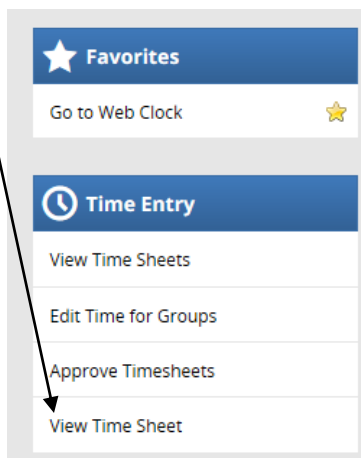 Favorites
Go to Web Clock
Time Entry
View Time Sheets
Edit Time for Groups
Approve Timesheets
View Time Sheet